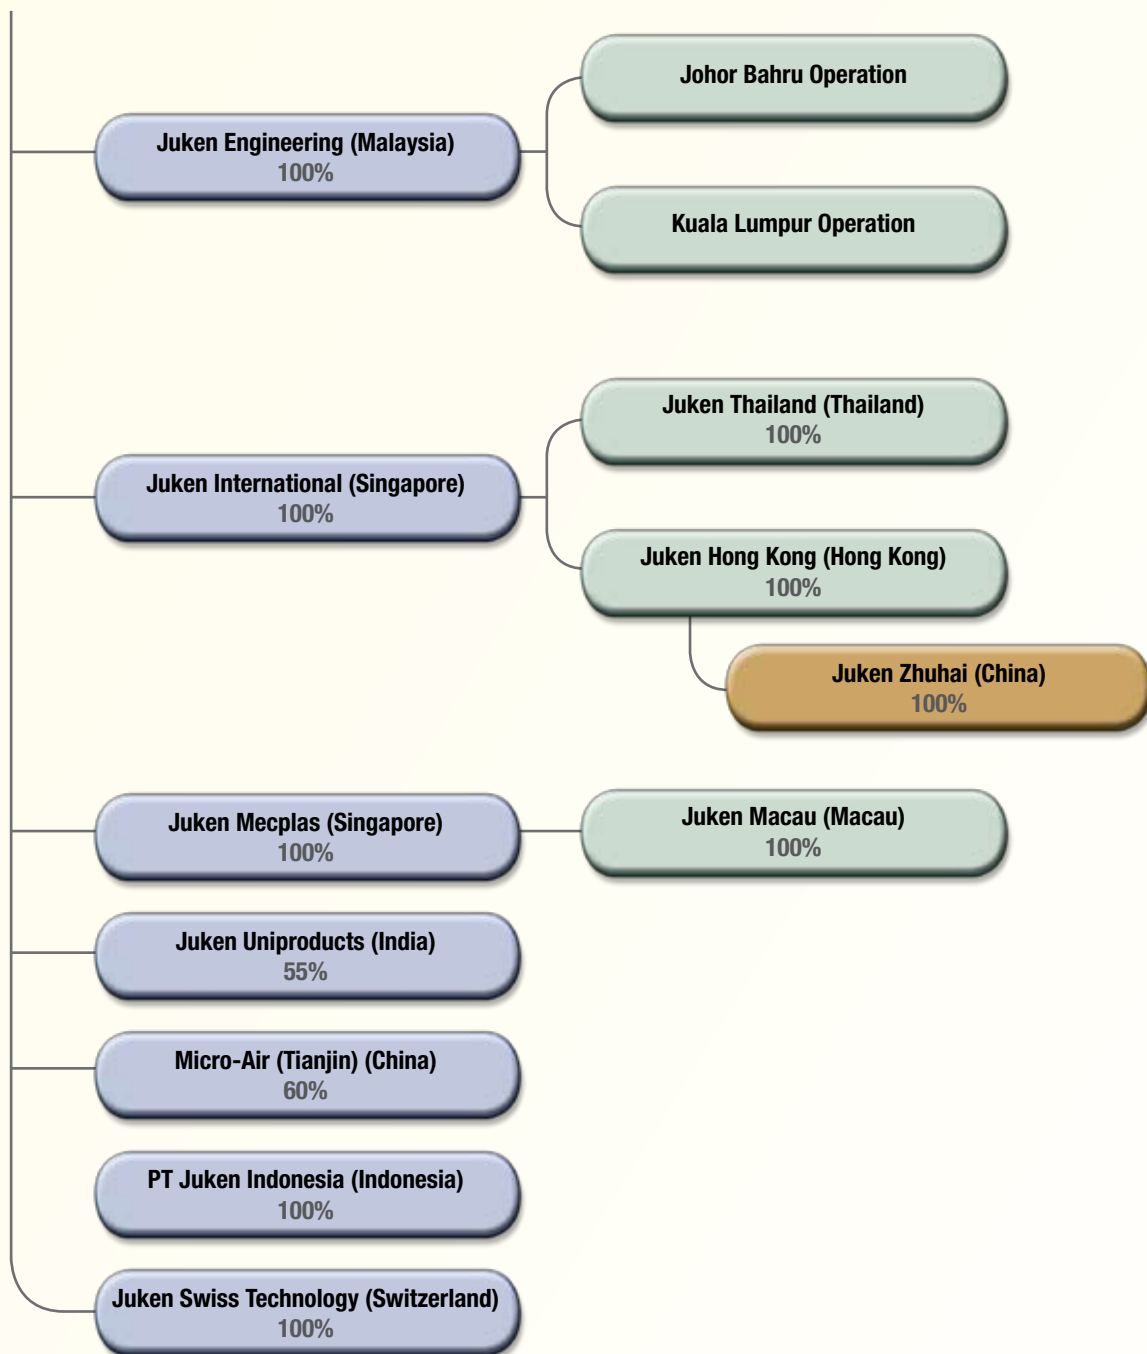 Johor Bahru Operation
Juken Engineering (Malaysia)
100%
Kuala Lumpur Operation
Juken Thailand (Thailand)
100%
Juken International (Singapore)
100%
Juken Hong Kong (Hong Kong)
100%
Juken Zhuhai (China)
100%
Juken Mecplas (Singapore)
100%
Juken Macau (Macau)
100%
Juken Uniproducts (India)
55%
Micro-Air (Tianjin) (China)
60%
PT Juken Indonesia (Indonesia)
100%
Juken Swiss Technology (Switzerland)
100%